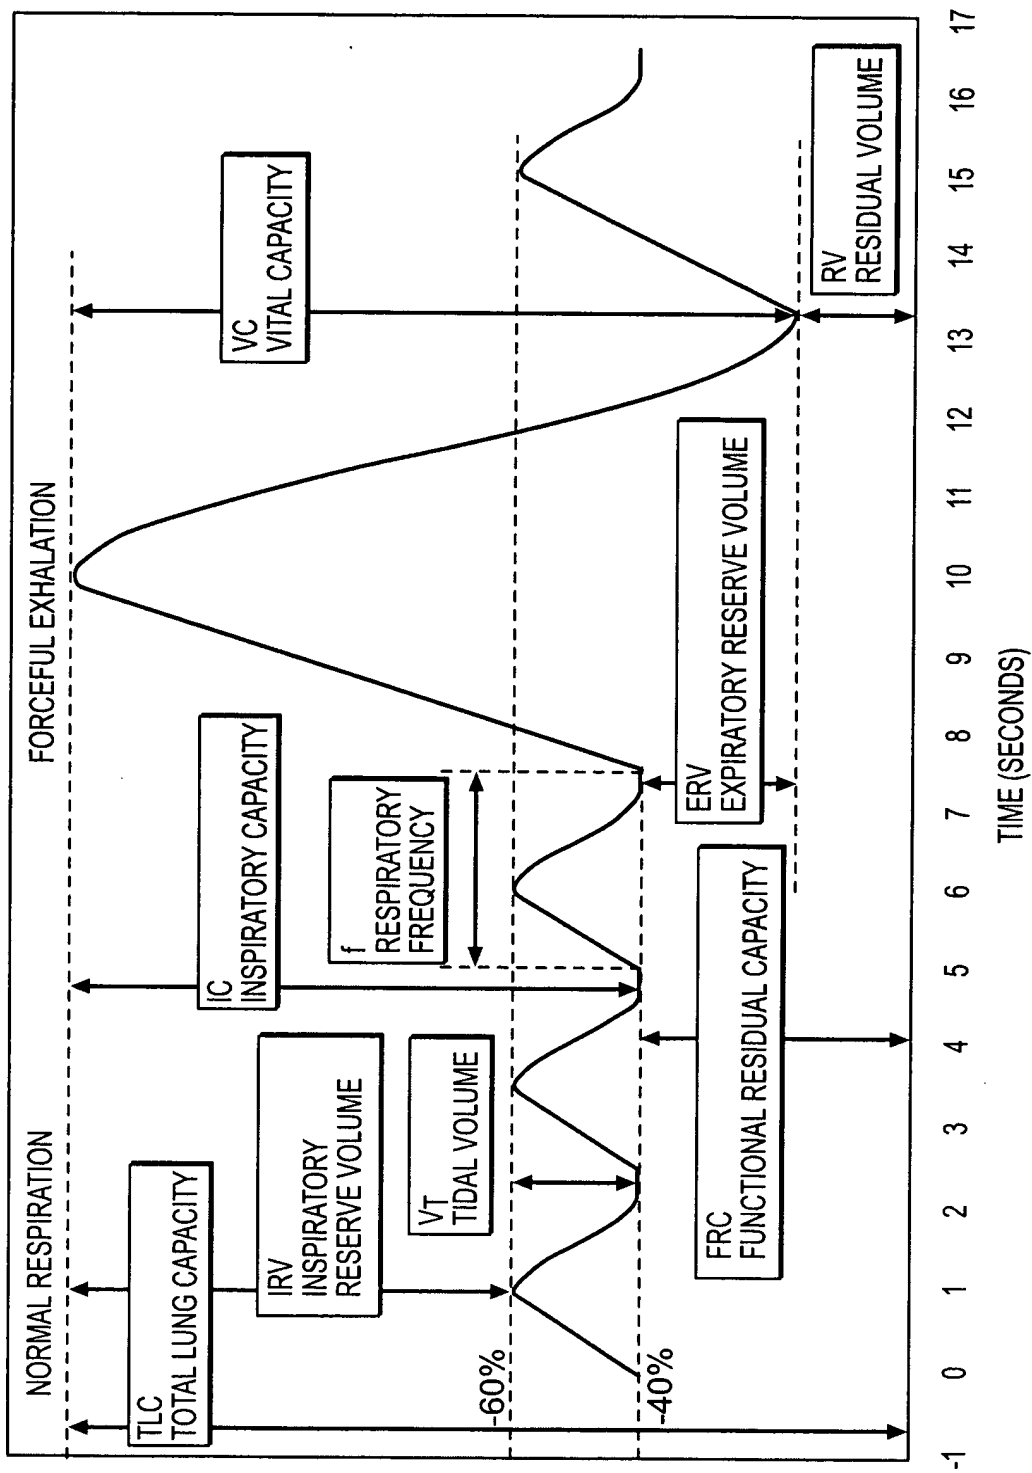 NORMAL RESPIRATION
FORCEFUL EXHALATION
TLC
TOTAL LUNG CAPACITY
IRV
INSPIRATORY
RESERVE VOLUME
IC
INSPIRATORY CAPACITY
VC
VITAL CAPACITY
f
RESPIRATORY
FREQUENCY
VT
TIDAL VOLUME
-60%
-40%
FRC
FUNCTIONAL RESIDUAL CAPACITY
ERV
EXPIRATORY RESERVE VOLUME
RV
RESIDUAL VOLUME
-1 0 1 2 3 4 5 6 7 8 9 10 11 12 13 14 15 16 17
TIME (SECONDS)